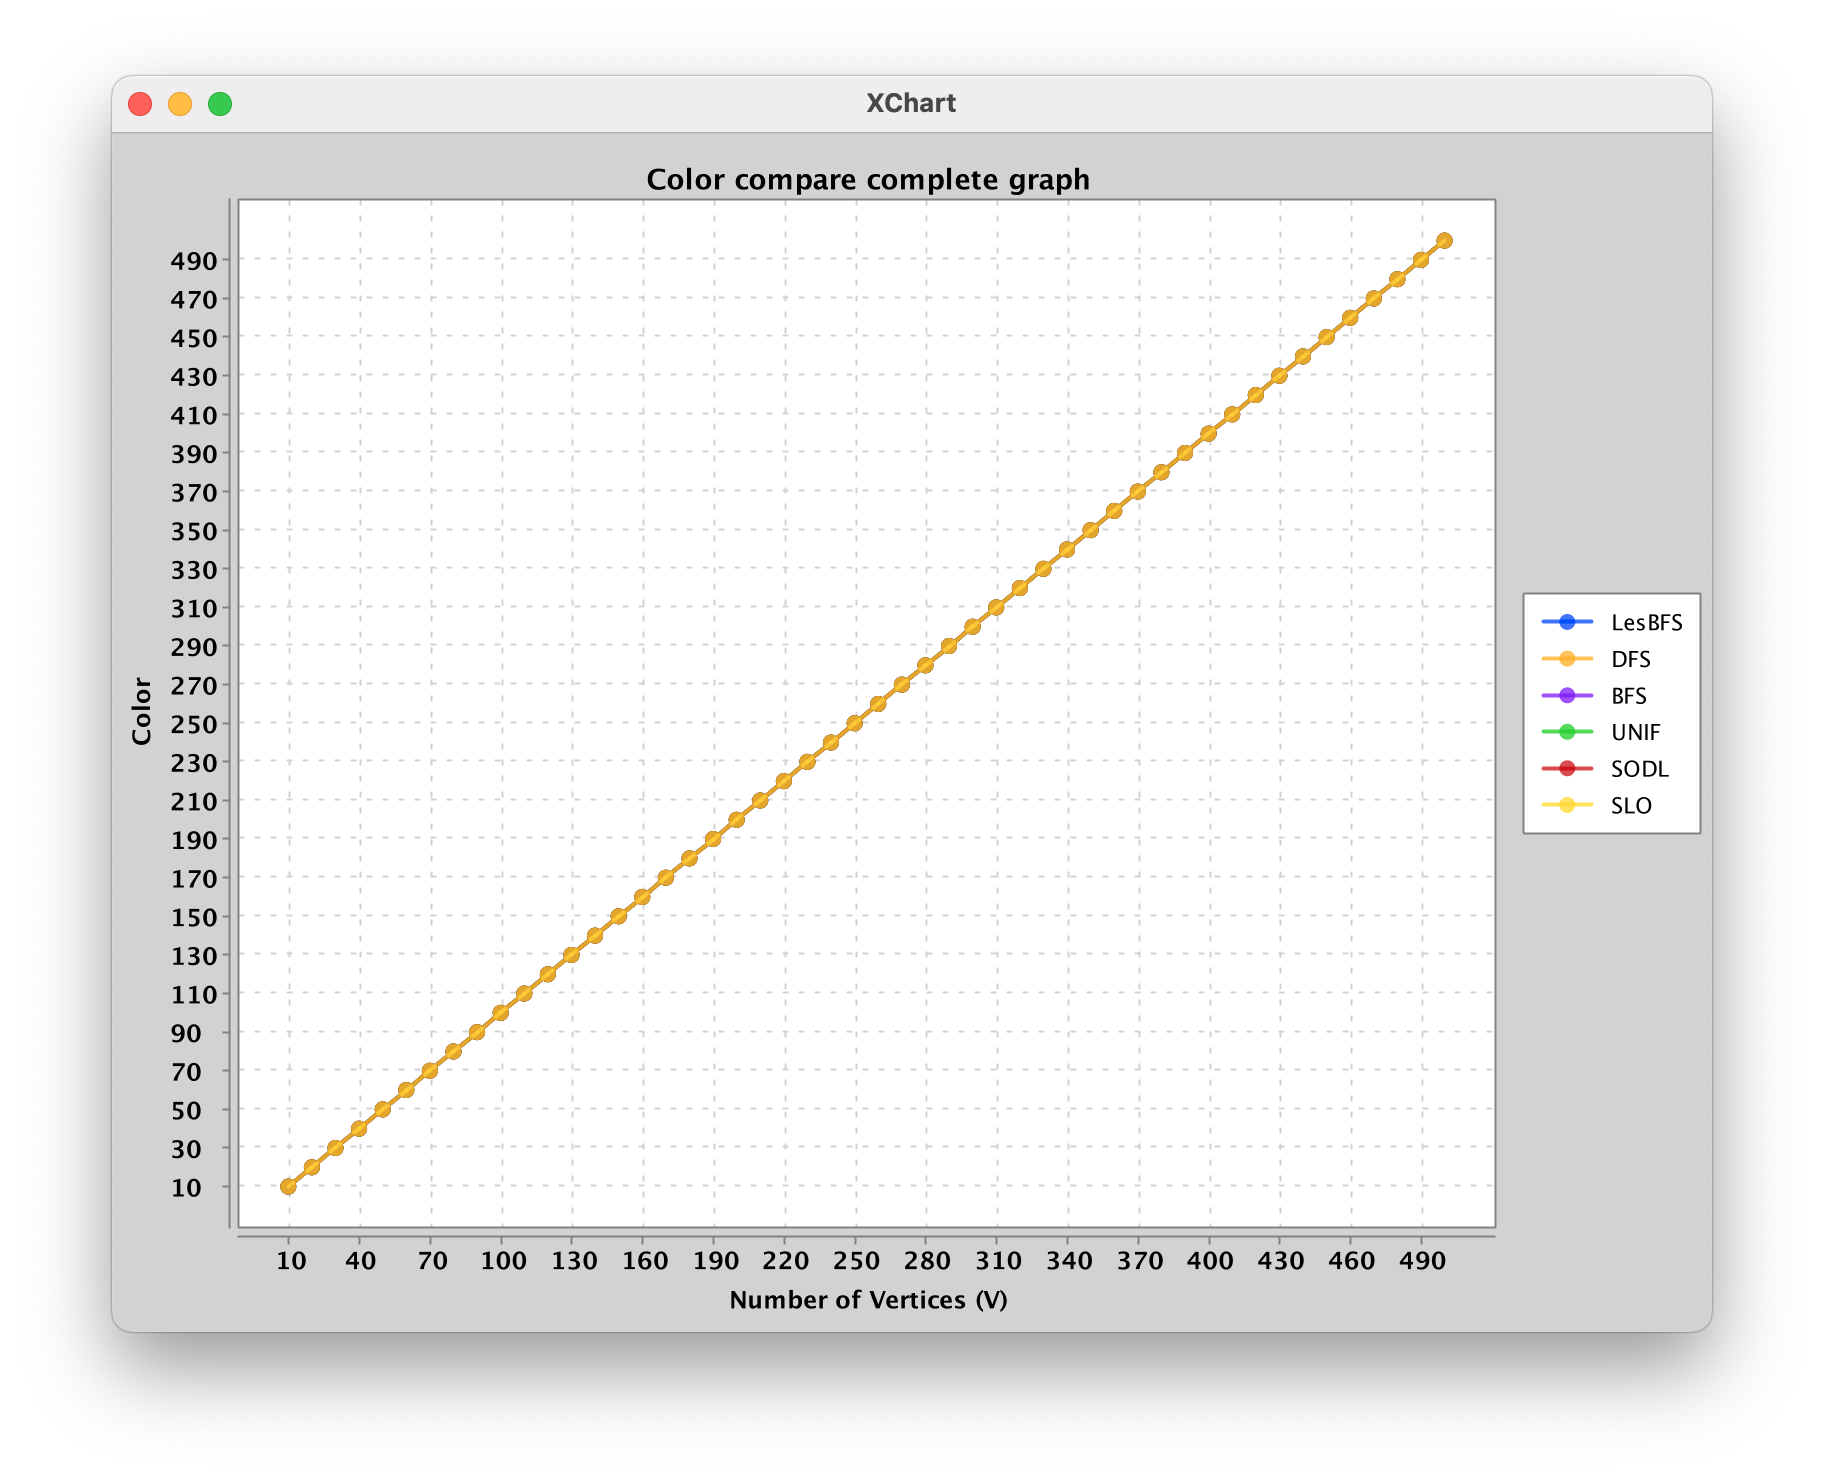 XChart
Color compare complete graph
490
470
450
430
410
390
370
350
330
310
290
270
250
230
210
190
170
150
130
110
90
70
50
30
10
Color
10 40 70 100 130 160 190 220 250 280 310 340 370 400 430 460 490
Number of Vertices (V)
LesBFS
DFS
BFS
UNIF
SODL
SLO